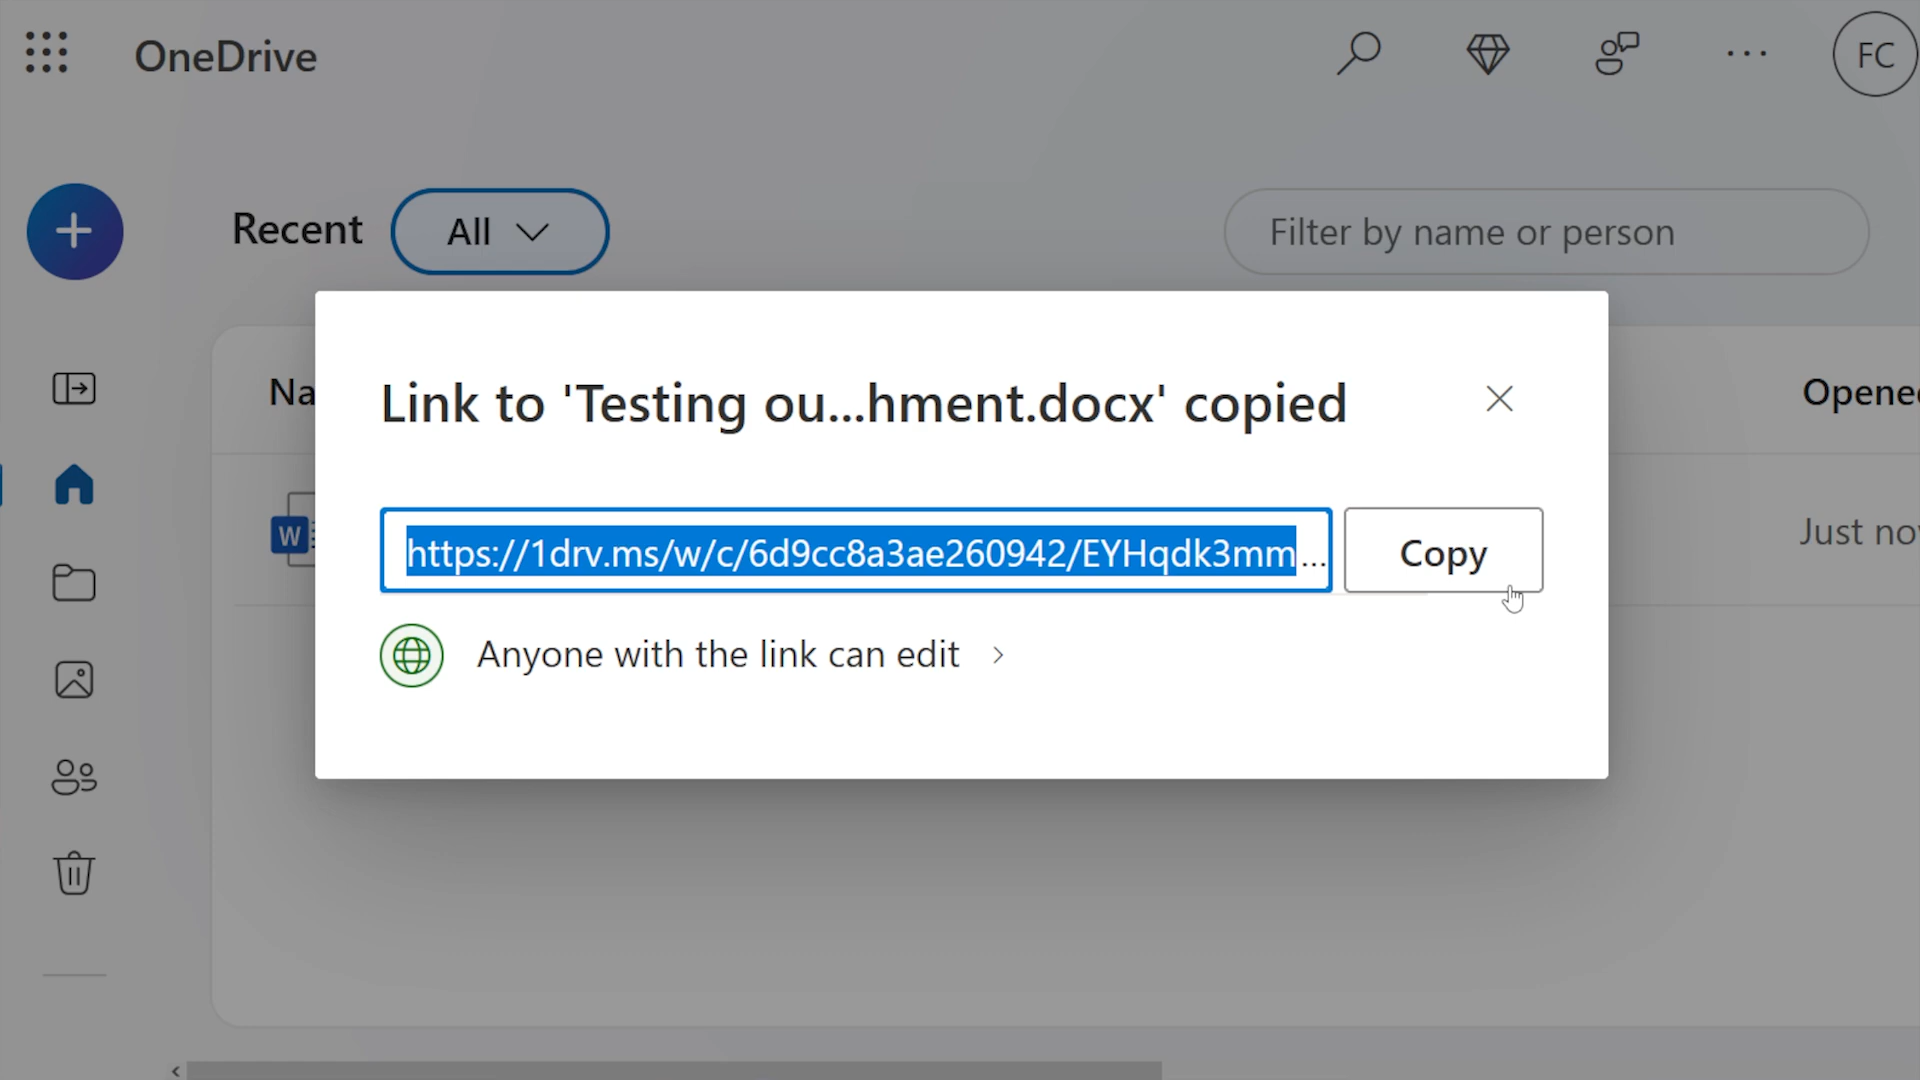 OneDrive
FC
Recent
All
Filter by name or person
Na
Opened
Link to 'Testing ou...hment.docx' copied
W
https://1drv.ms/w/c/6d9cc8a3ae260942/EYHqdk3mm...
Copy
Just no
Anyone with the link can edit